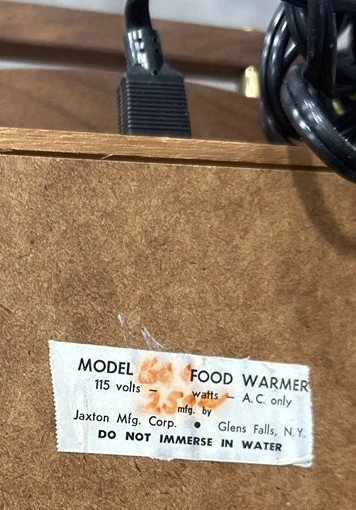 MODEL FOOD WARMER
115 volts – watts – A.C. only
mfg. by
Jaxton Mfg. Corp. • Glens Falls, N.Y.
DO NOT IMMERSE IN WATER